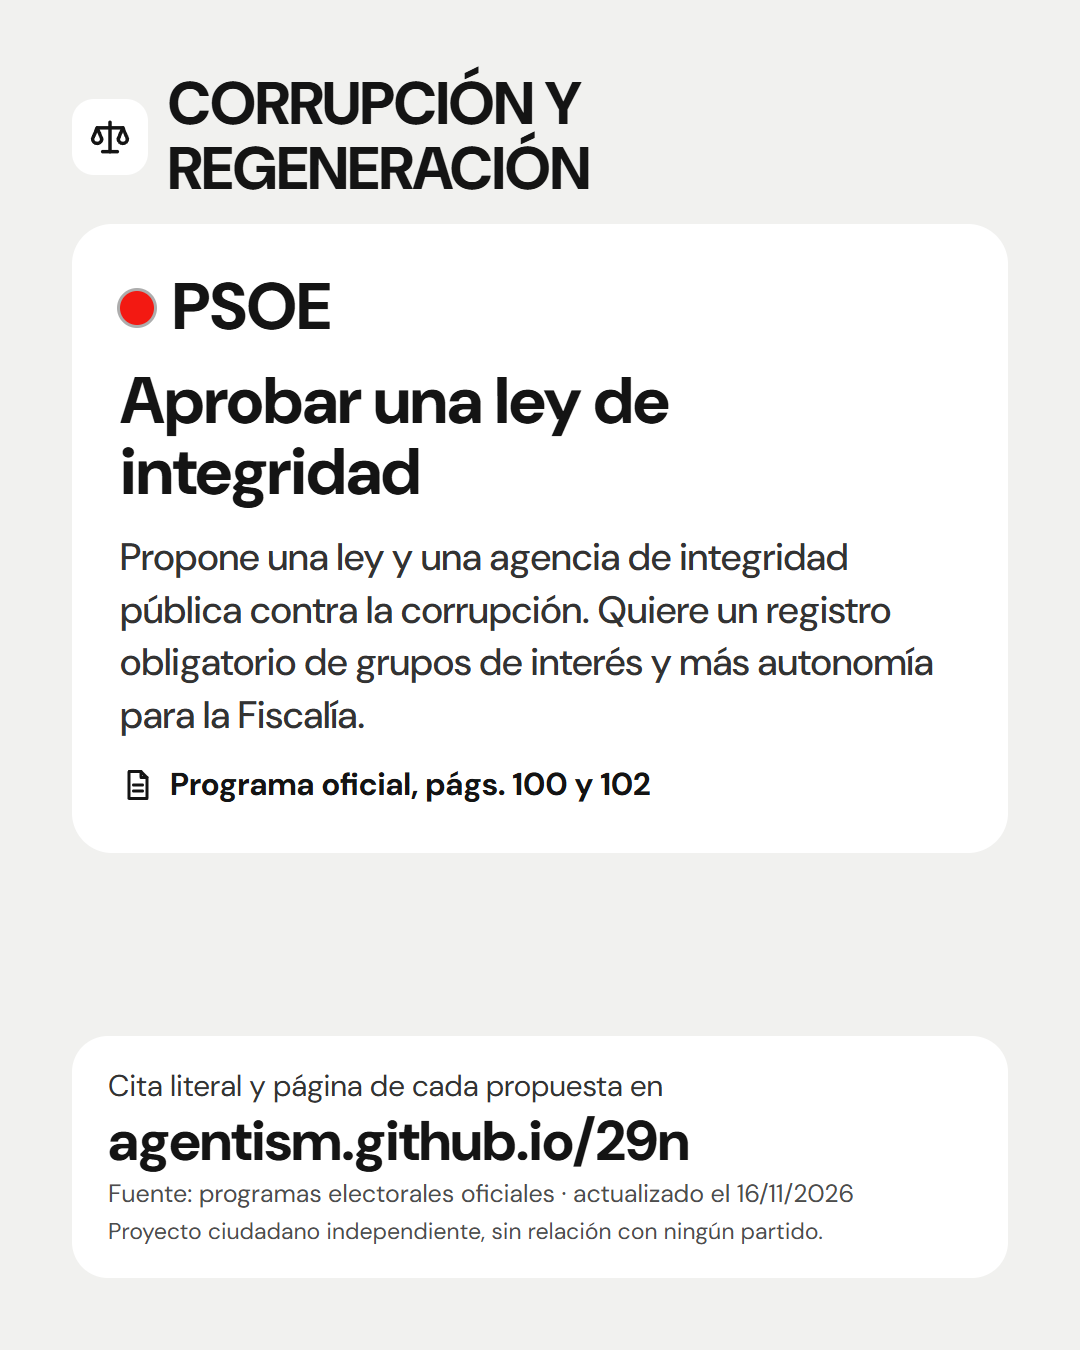 CORRUPCIÓN Y
REGENERACIÓN
PSOE
Aprobar una ley de
integridad
Propone una ley y una agencia de integridad
pública contra la corrupción. Quiere un registro
obligatorio de grupos de interés y más autonomía
para la Fiscalía.
Programa oficial, págs. 100 y 102
Cita literal y página de cada propuesta en
agentism.github.io/29n
Fuente: programas electorales oficiales · actualizado el 16/11/2026
Proyecto ciudadano independiente, sin relación con ningún partido.